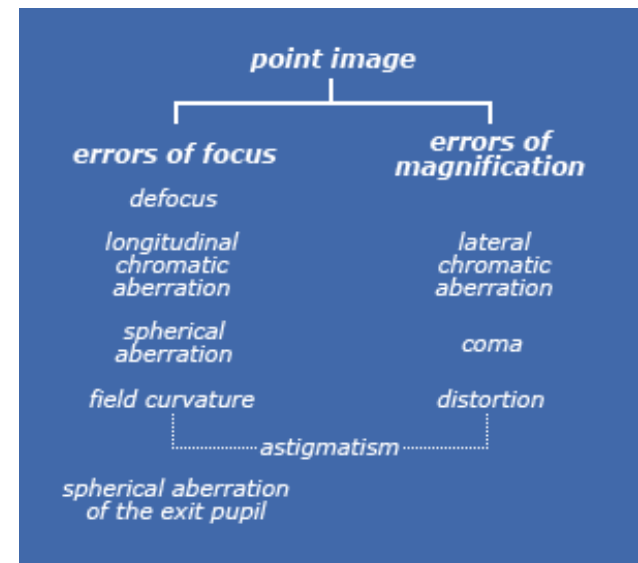 point image
errors of focus
errors of
magnification
defocus
longitudinal
chromatic
aberration
lateral
chromatic
aberration
spherical
aberration
coma
field curvature
distortion
astigmatism
spherical aberration
of the exit pupil